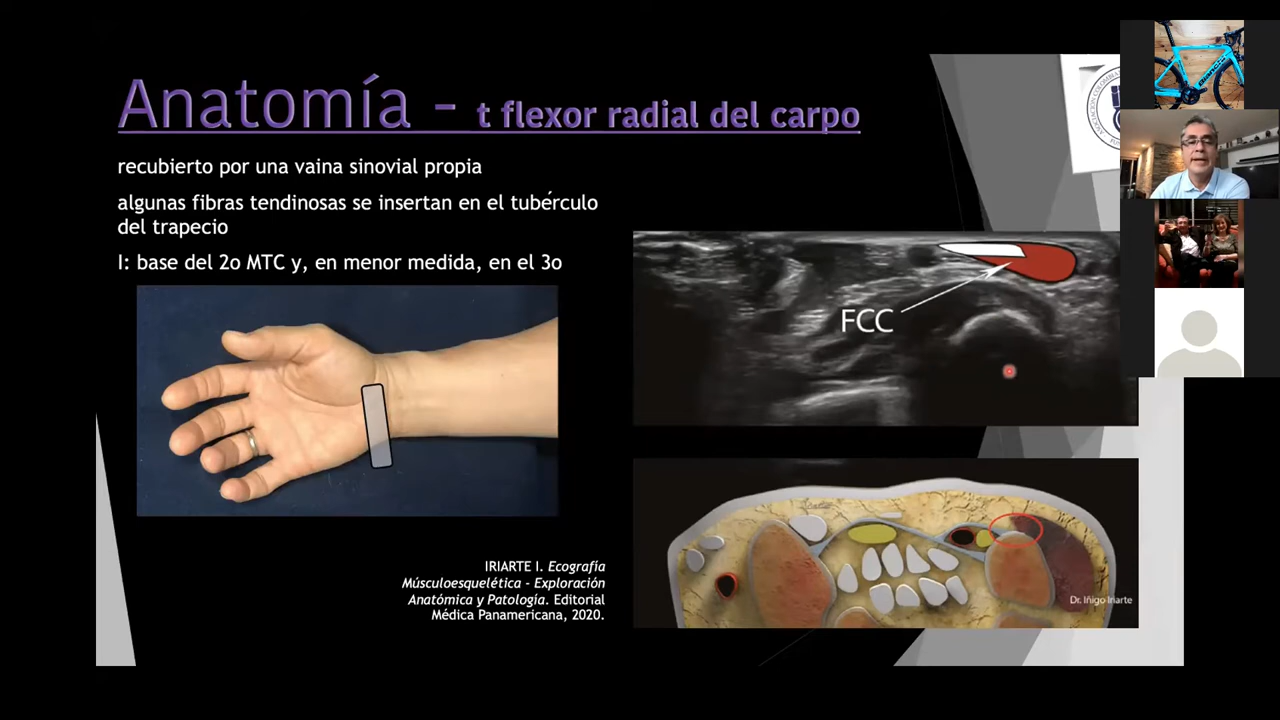 Anatomía - t flexor radial del carpo
recubierto por una vaina sinovial propia
algunas fibras tendinosas se insertan en el tubérculo
del trapecio
I: base del 2o MTC y, en menor medida, en el 3o
FCC
IRIARTE I. Ecografía
Músculoesquelética - Exploración
Anatómica y Patología. Editorial
Médica Panamericana, 2020.
Dr. Iñigo Iriarte